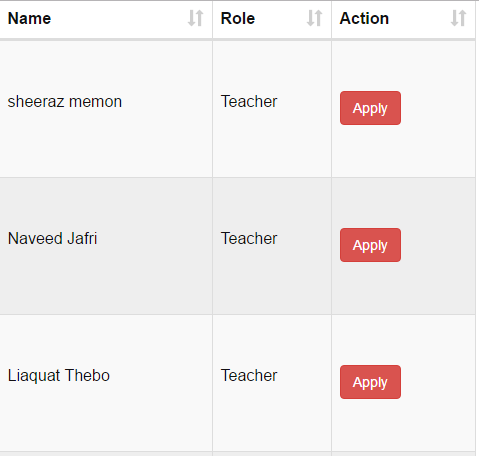 Name Role Action
sheeraz memon Teacher Apply
Naveed Jafri Teacher Apply
Liaquat Thebo Teacher Apply